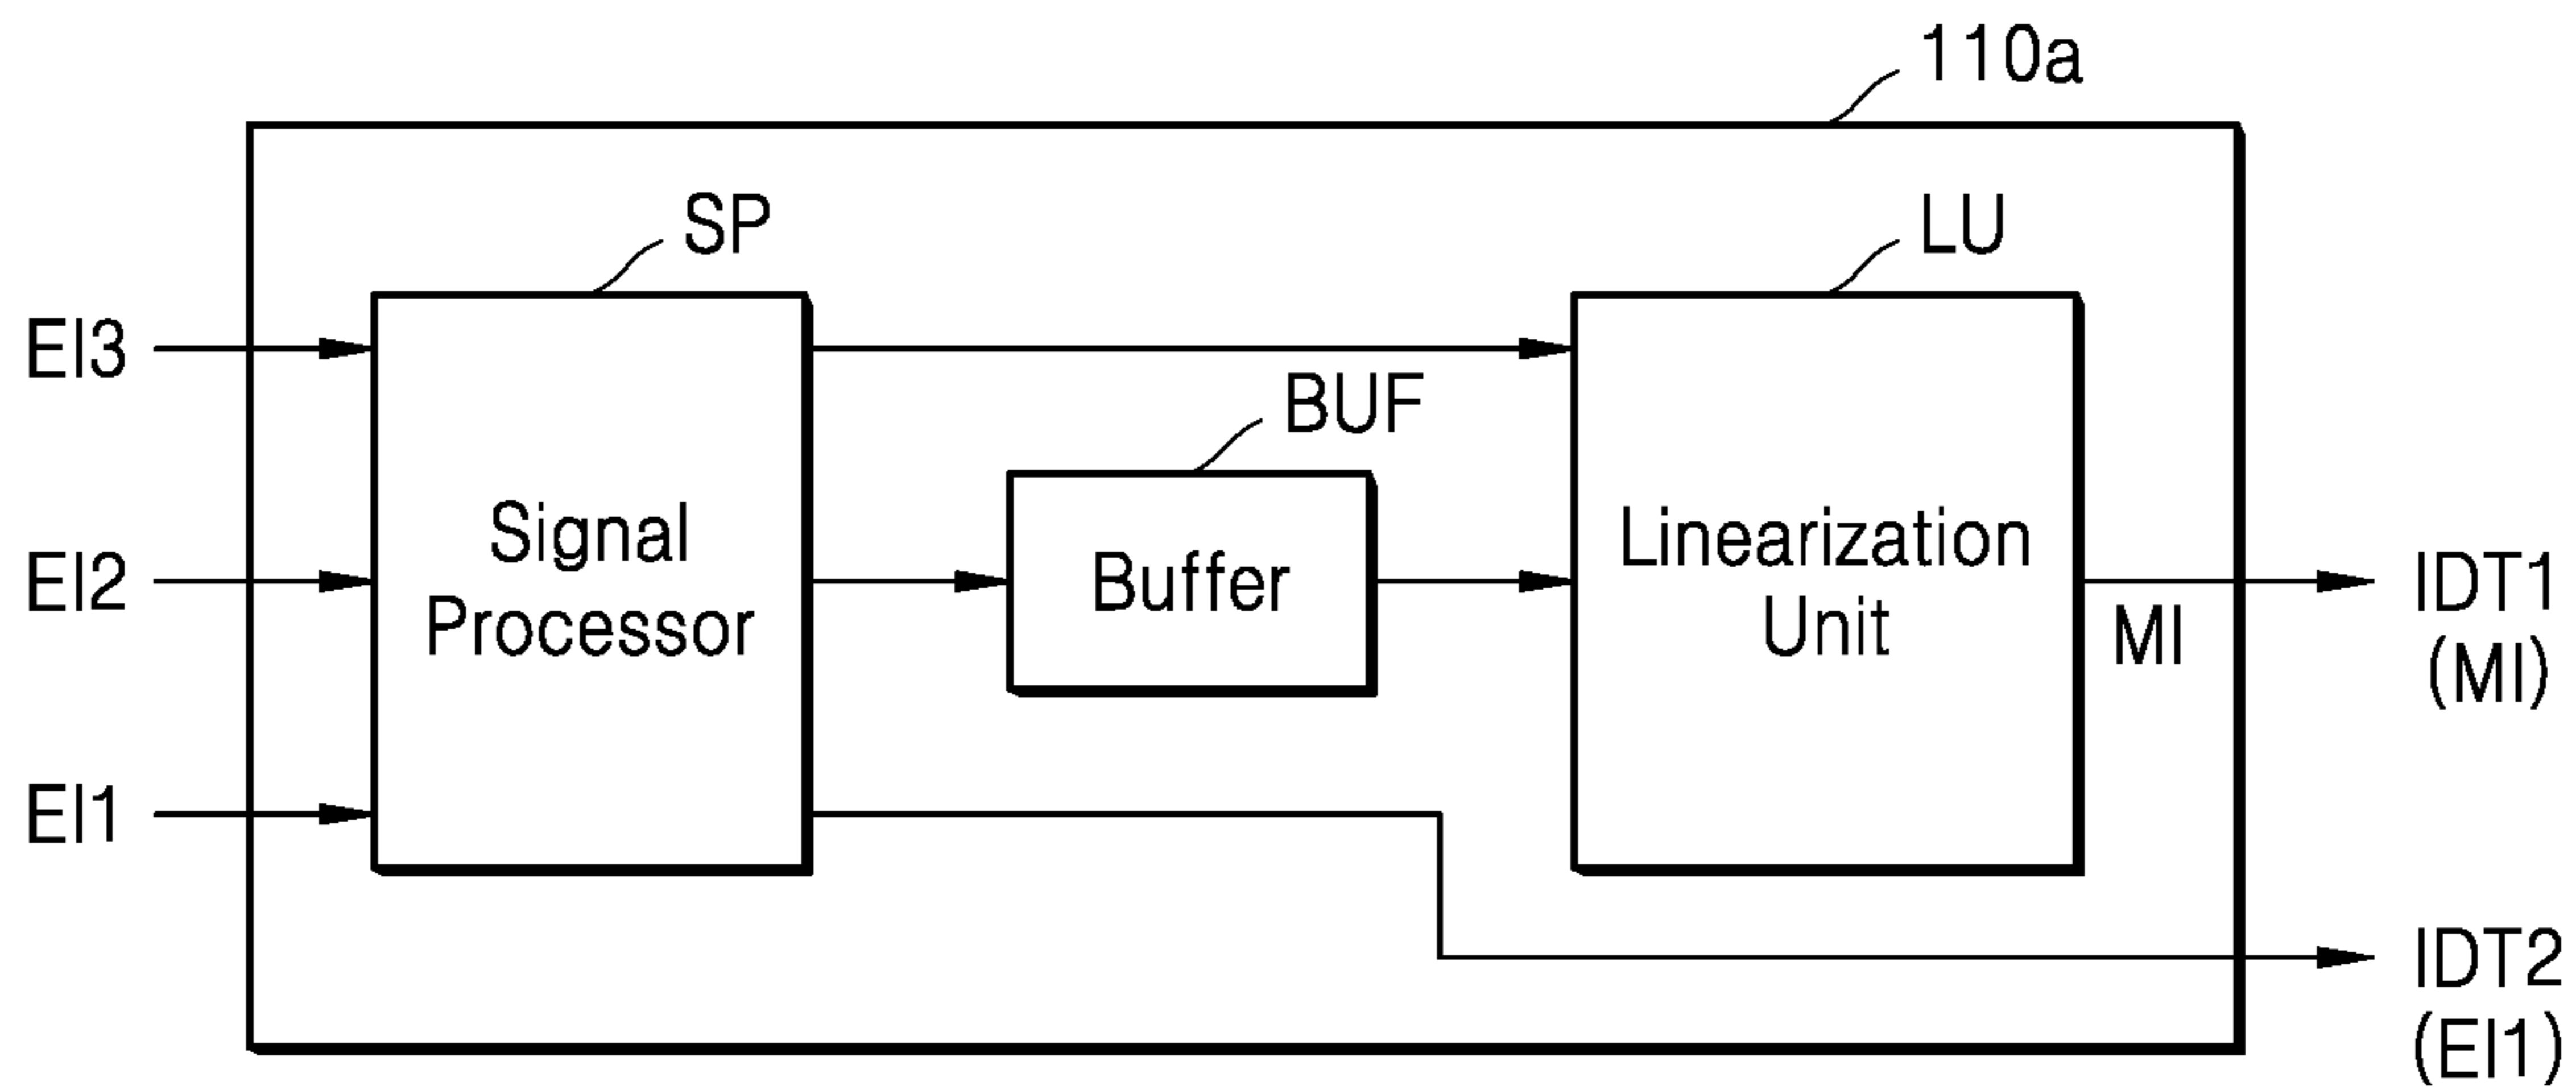 110a
SP
LU
EI3
BUF
Signal
Processor
EI2
Buffer
Linearization
Unit
MI
IDT1
(MI)
EI1
IDT2
(EI1)